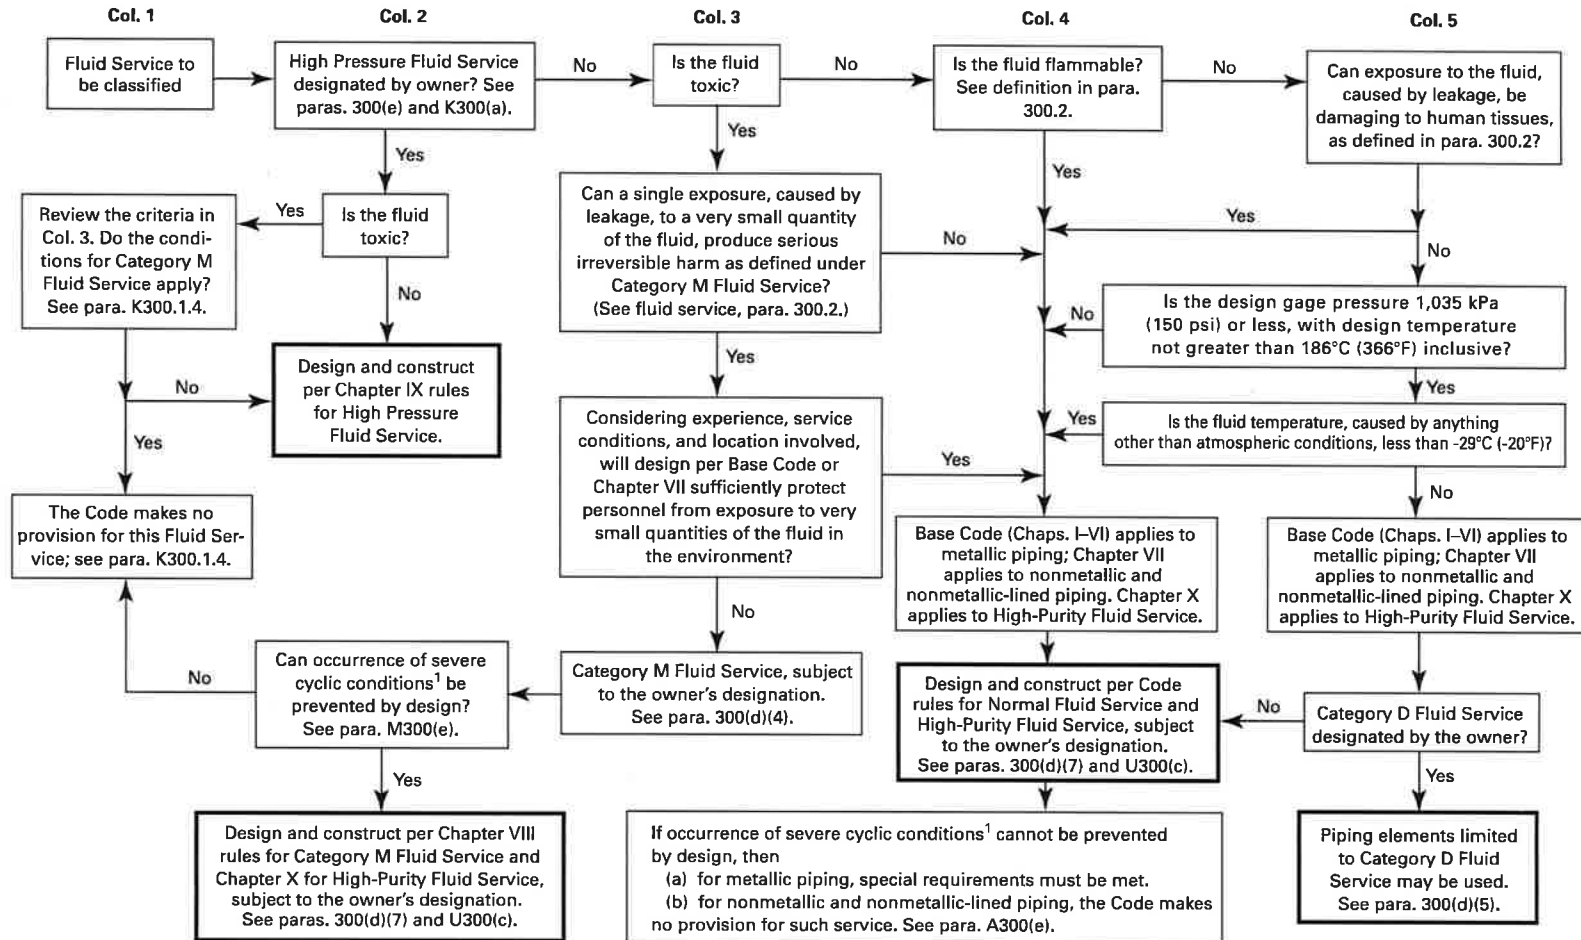 Col. 1
Col. 2
Col. 3
Col. 4
Col. 5
Fluid Service to
be classified
High Pressure Fluid Service
designated by owner? See
paras. 300(e) and K300(a).
No
Is the fluid
toxic?
No
Is the fluid flammable?
See definition in para.
300.2.
No
Can exposure to the fluid,
caused by leakage, be
damaging to human tissues,
as defined in para. 300.2?
Yes
Yes
Yes
Review the criteria in
Col. 3. Do the condi-
tions for Category M
Fluid Service apply?
See para. K300.1.4.
Yes
Is the fluid
toxic?
Can a single exposure, caused by
leakage, to a very small quantity
of the fluid, produce serious
irreversible harm as defined under
Category M Fluid Service?
(See fluid service, para. 300.2.)
No
Yes
No
No
Is the design gage pressure 1,035 kPa
(150 psi) or less, with design temperature
not greater than 186°C (366°F) inclusive?
No
Yes
Yes
No
Design and construct
per Chapter IX rules
for High Pressure
Fluid Service.
Yes
Considering experience, service
conditions, and location involved,
will design per Base Code or
Chapter VII sufficiently protect
personnel from exposure to very
small quantities of the fluid in
the environment?
Yes
Yes
Is the fluid temperature, caused by anything
other than atmospheric conditions, less than -29°C (-20°F)?
No
The Code makes no
provision for this Fluid Ser-
vice; see para. K300.1.4.
Base Code (Chaps. I–VI) applies to
metallic piping; Chapter VII
applies to nonmetallic and
nonmetallic-lined piping. Chapter X
applies to High-Purity Fluid Service.
Base Code (Chaps. I–VI) applies to
metallic piping; Chapter VII
applies to nonmetallic and
nonmetallic-lined piping. Chapter X
applies to High-Purity Fluid Service.
No
No
Can occurrence of severe
cyclic conditions¹ be
prevented by design?
See para. M300(e).
Category M Fluid Service, subject
to the owner's designation.
See para. 300(d)(4).
Design and construct per Code
rules for Normal Fluid Service and
High-Purity Fluid Service, subject
to the owner's designation.
See paras. 300(d)(7) and U300(c).
No
Category D Fluid Service
designated by the owner?
Yes
Yes
Design and construct per Chapter VIII
rules for Category M Fluid Service and
Chapter X for High-Purity Fluid Service,
subject to the owner's designation.
See paras. 300(d)(7) and U300(c).
If occurrence of severe cyclic conditions¹ cannot be prevented
by design, then
(a) for metallic piping, special requirements must be met.
(b) for nonmetallic and nonmetallic-lined piping, the Code makes
no provision for such service. See para. A300(e).
Piping elements limited
to Category D Fluid
Service may be used.
See para. 300(d)(5).